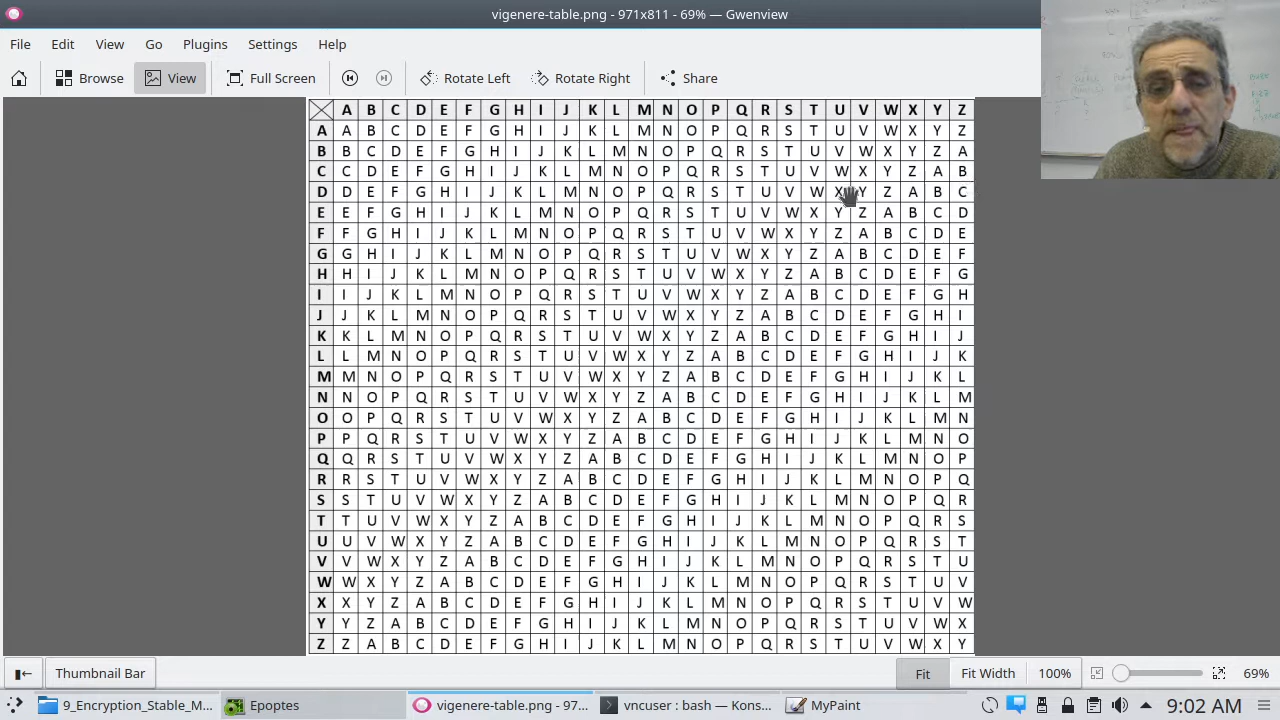 vigenere-table.png - 971x811 - 69% — Gwenview
File Edit View Go Plugins Settings Help
Browse View Full Screen Rotate Left Rotate Right Share
A B C D E F G H I J K L M N O P Q R S T U V W X Y Z
A A B C D E F G H I J K L M N O P Q R S T U V W X Y Z
B B C D E F G H I J K L M N O P Q R S T U V W X Y Z A
C C D E F G H I J K L M N O P Q R S T U V W X Y Z A B
D D E F G H I J K L M N O P Q R S T U V W X Y Z A B C
E E F G H I J K L M N O P Q R S T U V W X Y Z A B C D
F F G H I J K L M N O P Q R S T U V W X Y Z A B C D E
G G H I J K L M N O P Q R S T U V W X Y Z A B C D E F
H H I J K L M N O P Q R S T U V W X Y Z A B C D E F G
I I J K L M N O P Q R S T U V W X Y Z A B C D E F G H
J J K L M N O P Q R S T U V W X Y Z A B C D E F G H I
K K L M N O P Q R S T U V W X Y Z A B C D E F G H I J
L L M N O P Q R S T U V W X Y Z A B C D E F G H I J K
M M N O P Q R S T U V W X Y Z A B C D E F G H I J K L
N N O P Q R S T U V W X Y Z A B C D E F G H I J K L M
O O P Q R S T U V W X Y Z A B C D E F G H I J K L M N
P P Q R S T U V W X Y Z A B C D E F G H I J K L M N O
Q Q R S T U V W X Y Z A B C D E F G H I J K L M N O P
R R S T U V W X Y Z A B C D E F G H I J K L M N O P Q
S S T U V W X Y Z A B C D E F G H I J K L M N O P Q R
T T U V W X Y Z A B C D E F G H I J K L M N O P Q R S
U U V W X Y Z A B C D E F G H I J K L M N O P Q R S T
V V W X Y Z A B C D E F G H I J K L M N O P Q R S T U
W W X Y Z A B C D E F G H I J K L M N O P Q R S T U V
X X Y Z A B C D E F G H I J K L M N O P Q R S T U V W
Y Y Z A B C D E F G H I J K L M N O P Q R S T U V W X
Z Z A B C D E F G H I J K L M N O P Q R S T U V W X Y
Thumbnail Bar Fit Fit Width 100% 69%
9_Encryption_Stable_M... Epoptes vigenere-table.png - 97... vncuser : bash — Kons... MyPaint 9:02 AM